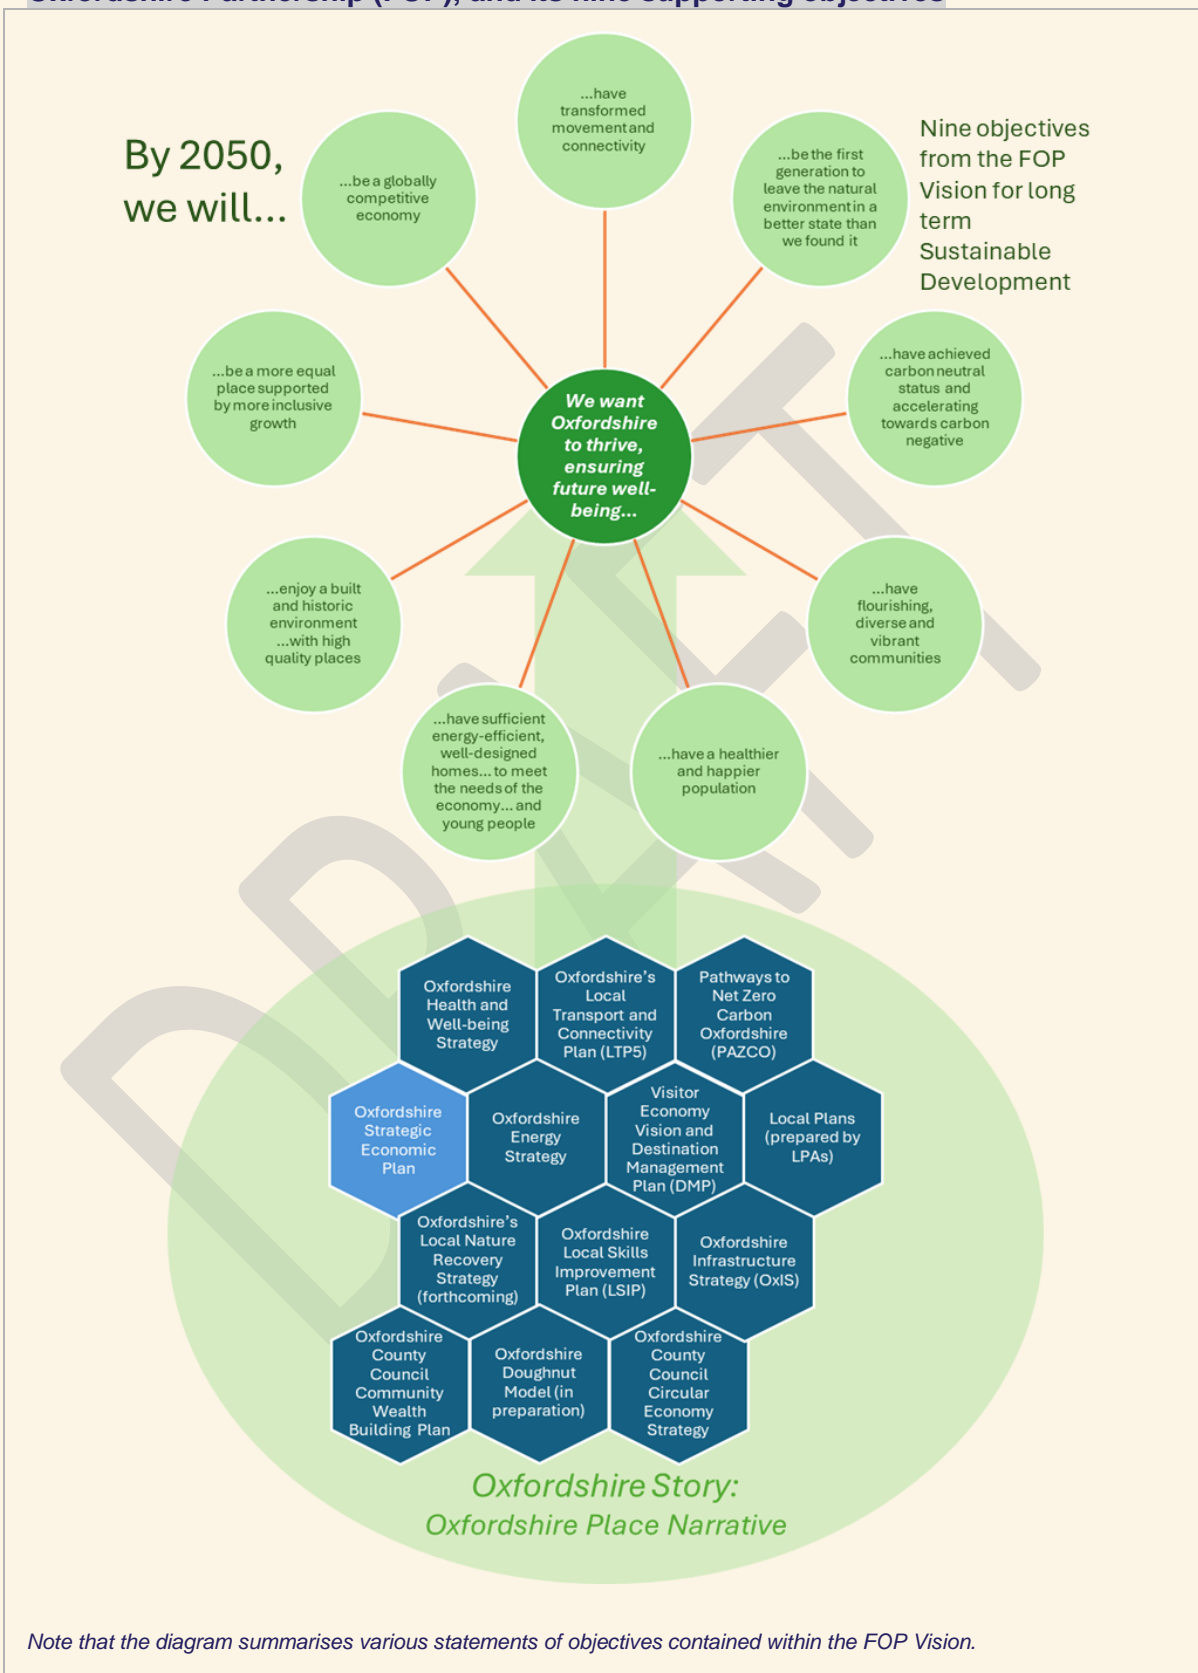 Oxfordshire Partnership (FOP), and its nine supporting objectives
By 2050,
we will...
...have
transformed
movement and
connectivity
...be a globally
competitive
economy
...be the first
generation to
leave the natural
environment in a
better state than
we found it
Nine objectives
from the FOP
Vision for long
term
Sustainable
Development
...be a more equal
place supported
by more inclusive
growth
...have achieved
carbon neutral
status and
accelerating
towards carbon
negative
We want
Oxfordshire
to thrive,
ensuring
future well-
being...
...enjoy a built
and historic
environment
...with high
quality places
...have
flourishing,
diverse and
vibrant
communities
...have sufficient
energy-efficient,
well-designed
homes... to meet
the needs of the
economy... and
young people
...have a healthier
and happier
population
DRAFT
Oxfordshire
Health and
Well-being
Strategy
Oxfordshire’s
Local
Transport and
Connectivity
Plan (LTP5)
Pathways to
Net Zero
Carbon
Oxfordshire
(PAZCO)
Oxfordshire
Strategic
Economic
Plan
Oxfordshire
Energy
Strategy
Visitor
Economy
Vision and
Destination
Management
Plan (DMP)
Local Plans
(prepared by
LPAs)
Oxfordshire’s
Local Nature
Recovery
Strategy
(forthcoming)
Oxfordshire
Local Skills
Improvement
Plan (LSIP)
Oxfordshire
Infrastructure
Strategy (OxIS)
Oxfordshire
County
Council
Community
Wealth
Building Plan
Oxfordshire
Doughnut
Model (in
preparation)
Oxfordshire
County
Council
Circular
Economy
Strategy
Oxfordshire Story:
Oxfordshire Place Narrative
Note that the diagram summarises various statements of objectives contained within the FOP Vision.